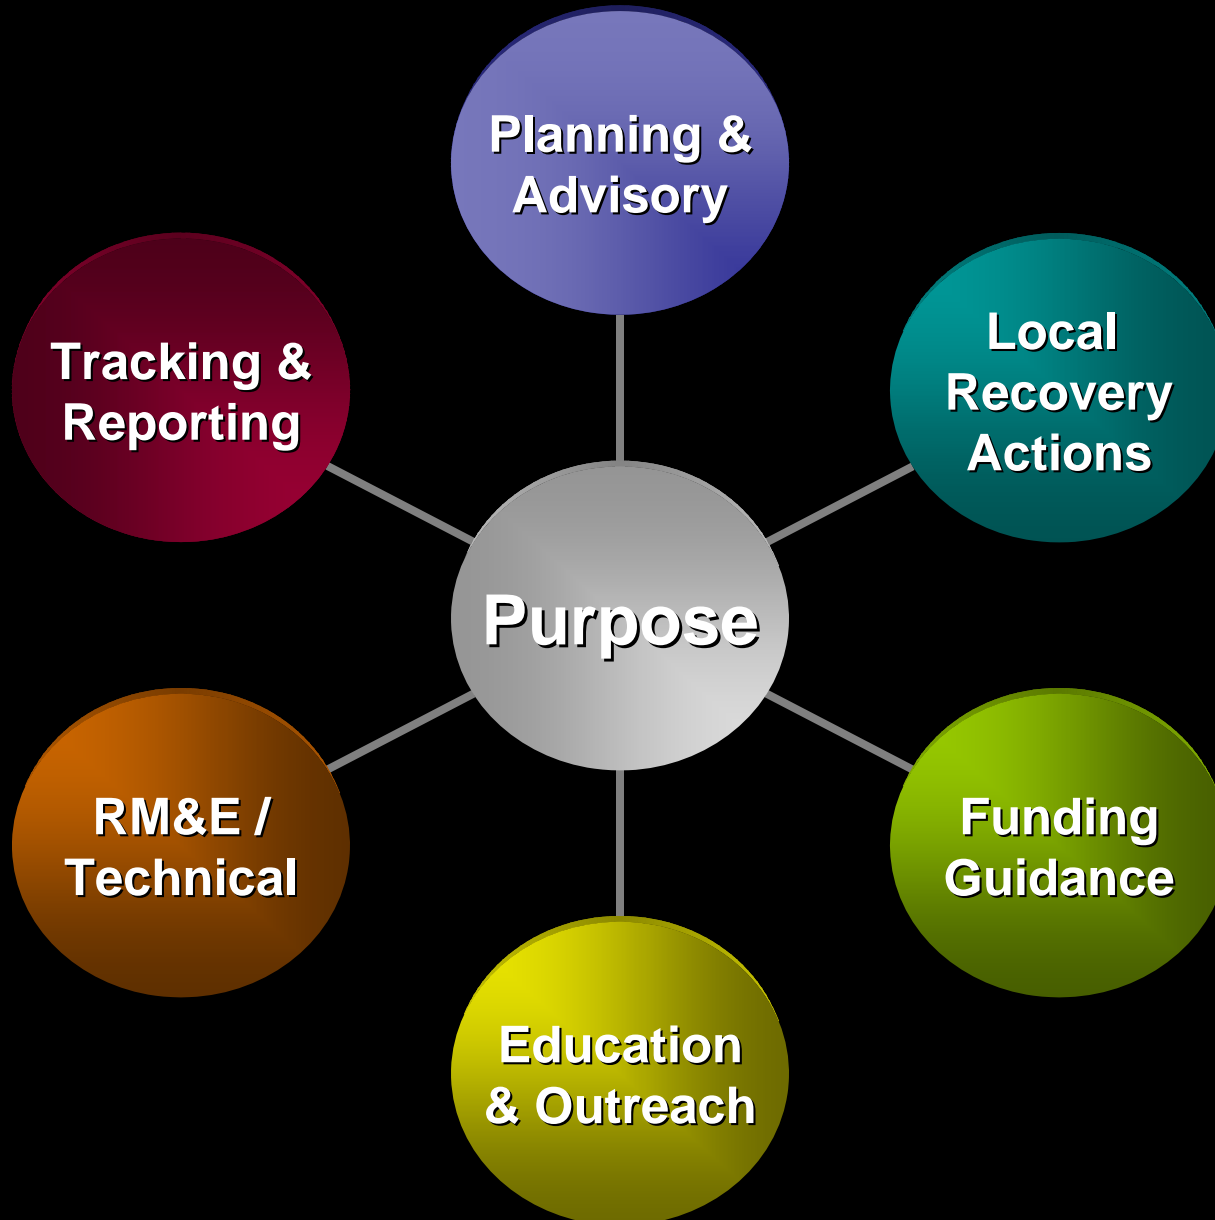 Planning &
Advisory
Local
Recovery
Actions
Tracking &
Reporting
Purpose
RM&E /
Technical
Funding
Guidance
Education
& Outreach